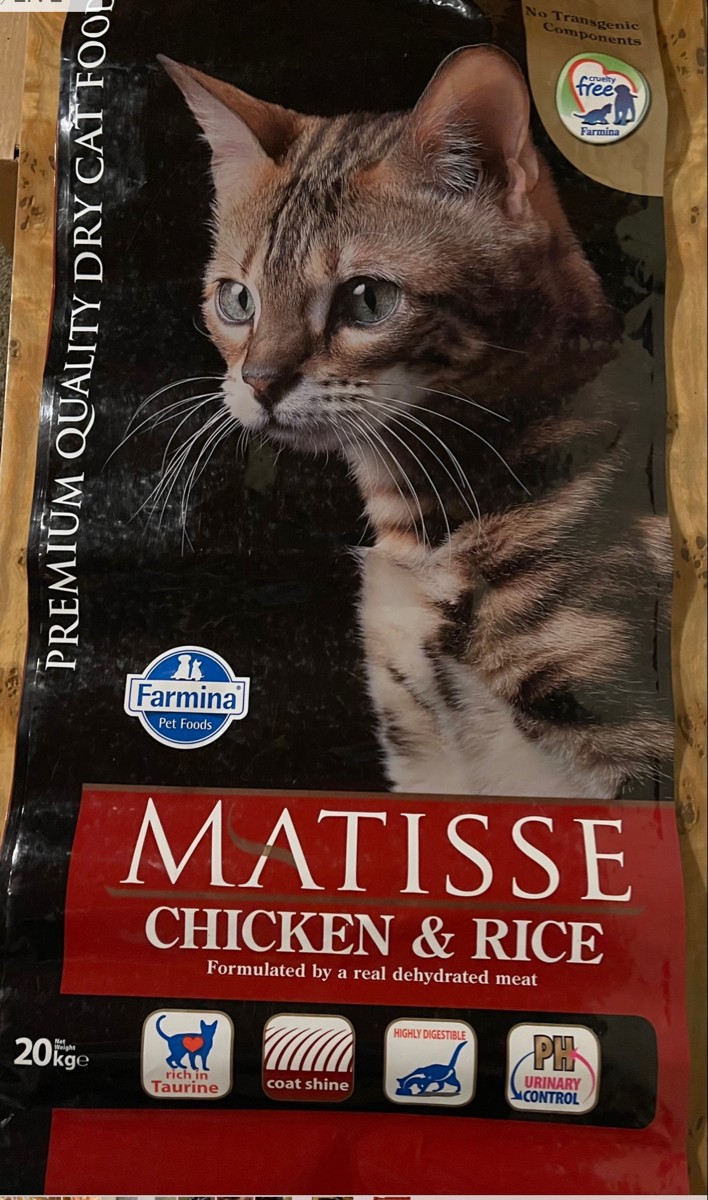 No Transgenic
Components
cruelty
free
Farmina
PREMIUM QUALITY DRY CAT FOOD
Farmina®
Pet Foods
MATISSE
CHICKEN & RICE
Formulated by a real dehydrated meat
20kg e
Net
Weight
rich in
Taurine
coat shine
HIGHLY DIGESTIBLE
PH
URINARY
CONTROL